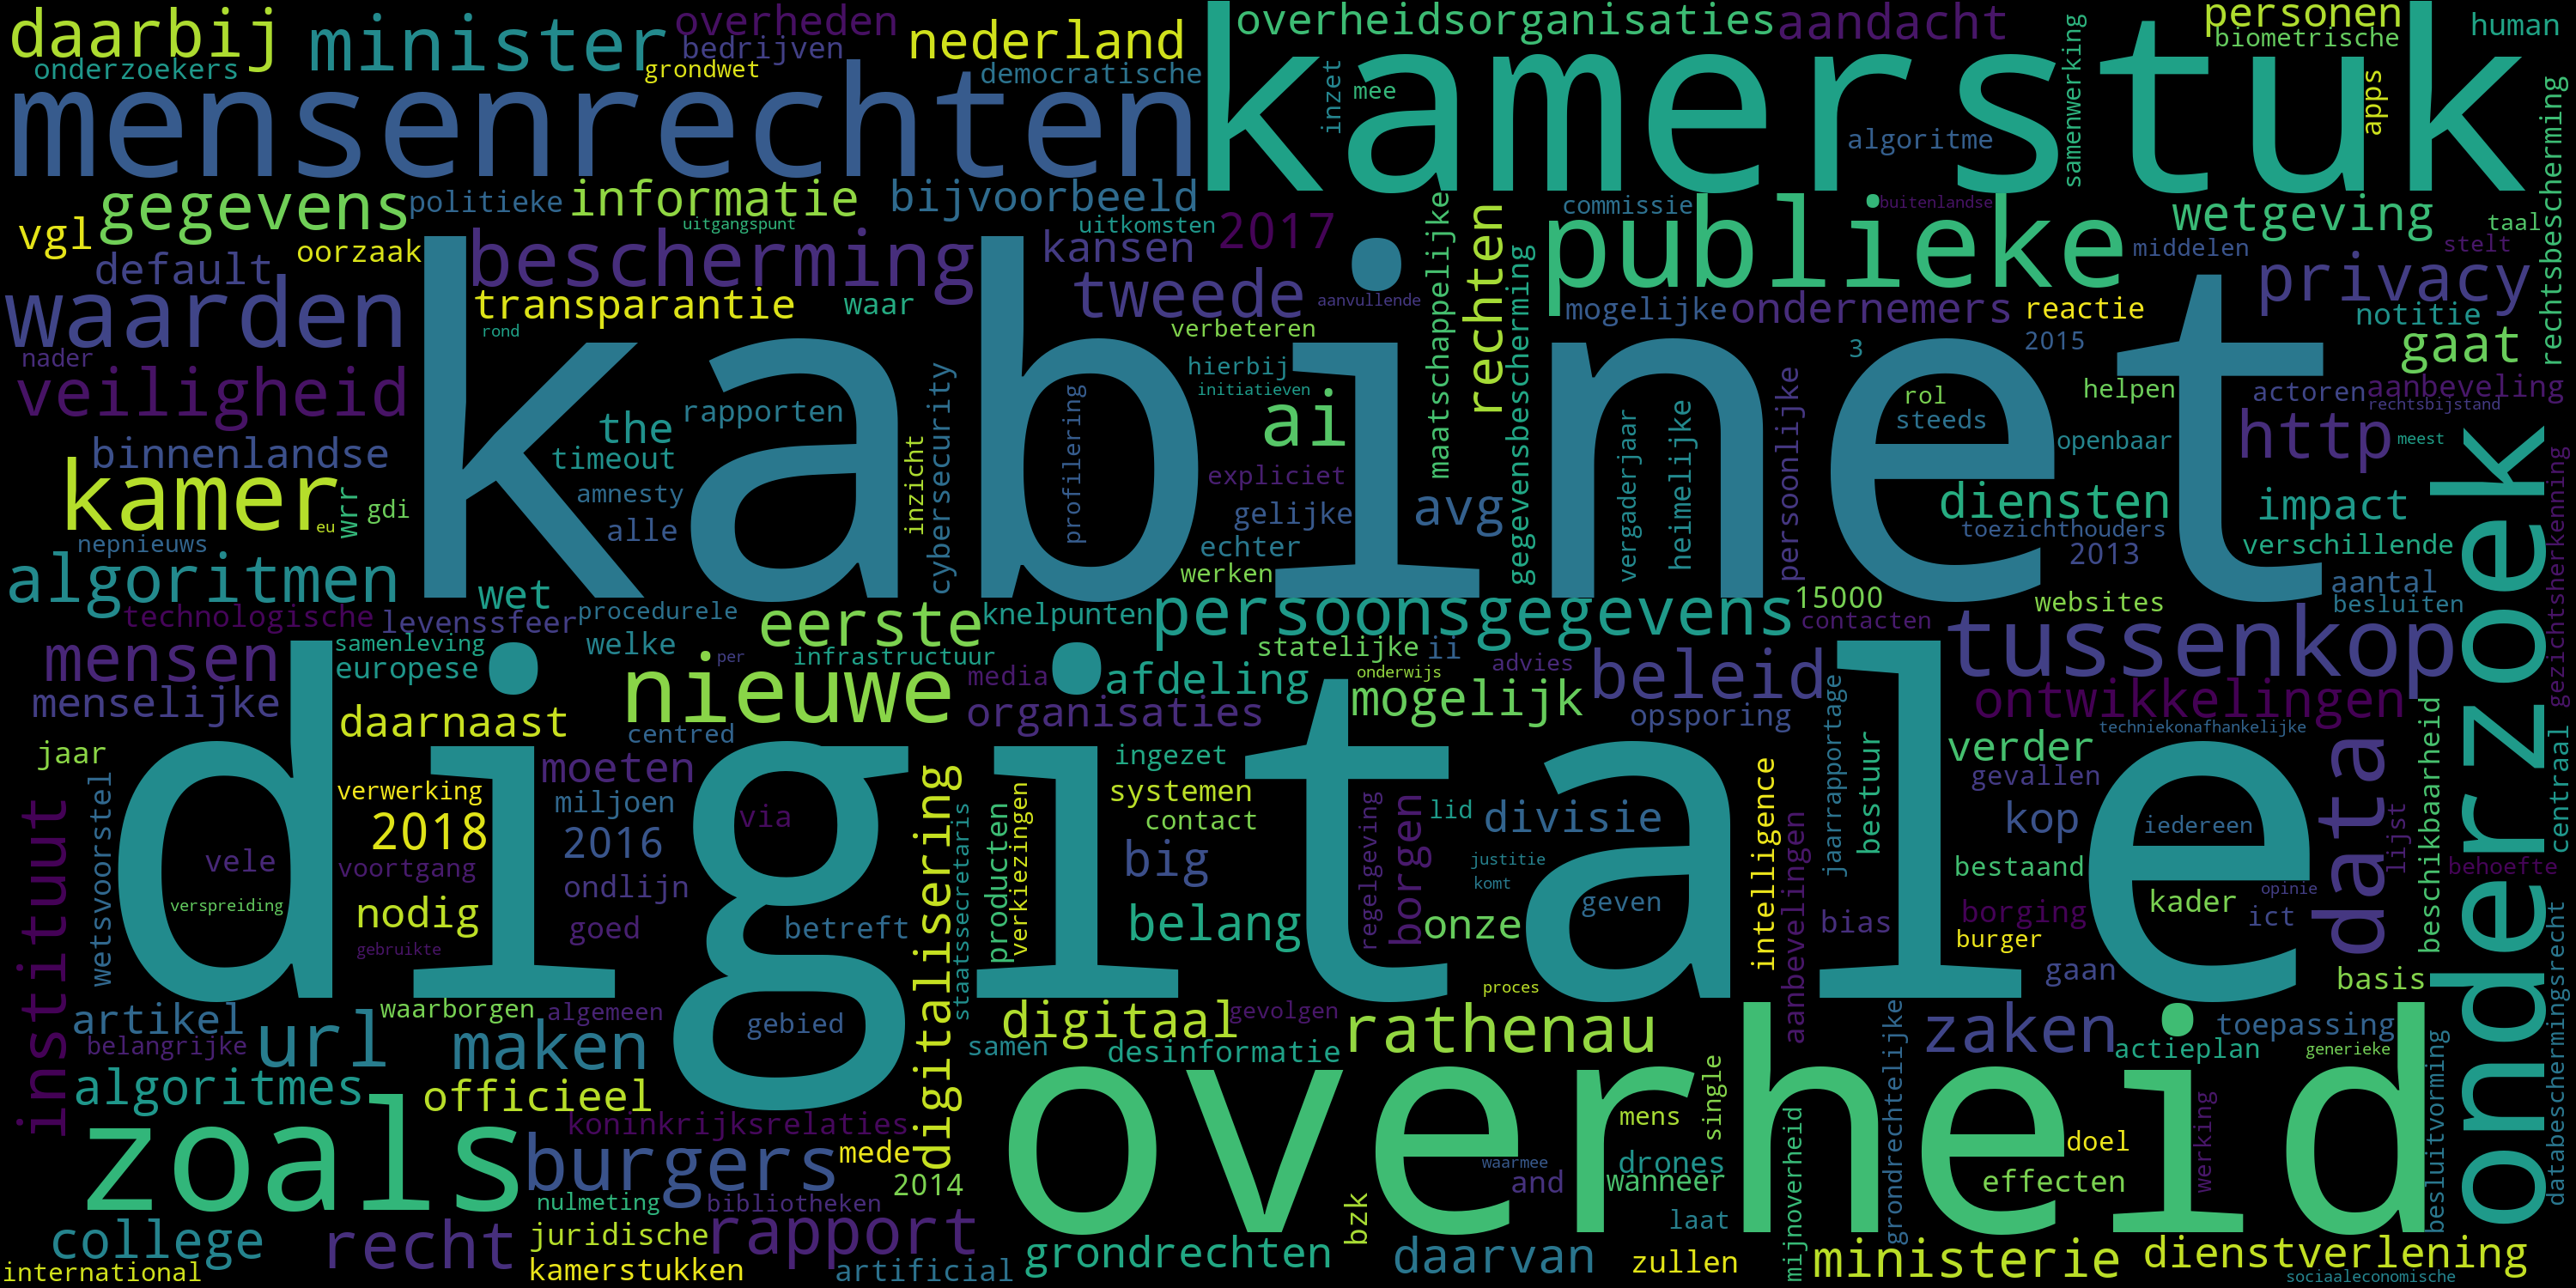 daarbij
minister
overheden
bedrijven
nederland
overheidsorganisaties
aandacht
personen
biometrische
human
onderzoekers
grondwet
democratische
mensenrechten
kamerstuk
inzet
mee
algoritme
samenwerking
apps
rechtsbescherming
gegevens
politieke
informatie
bijvoorbeeld
uitgangspunt
uitkomsten
2017
commissie
buitenlandse
publieke
wetgeving
taal
vgl
oorzaak
bescherming
kansen
maatschappelijke
rechten
middelen
stelt
default
waarden
transparantie
waar
tweede
aanvullende
gegevensbescherming
mogelijke
ondernemers
reactie
privacy
notitie
rond
verbeteren
3
2015
gaat
nader
veiligheid
kabinet
hierbij
initiatieven
helpen
actoren
aanbeveling
rechtsbijstand
rol
steeds
rapporten
the
timeout
cybersecurity
profilering
ai
vergaderjaar
heimelijke
persoonlijke
openbaar
http
meest
binnenlandse
kamer
amnesty
inzicht
expliciet
gelijke
avg
diensten
impact
onderzoek
gezichtsherkenning
wrr
gdi
eu
alle
echter
toezichthouders
2013
verschillende
nepnieuws
algoritmen
wet
werken
aantal
besluiten
technologische
levenssfeer
procedurele
eerste
knelpunten
persoonsgegevens
15000
contacten
websites
samenleving
welke
per
infrastructuur
statelijke
ii
tussenkop
mensen
europese
nieuwe
media
afdeling
onderwijs
advies
beleid
menselijke
organisaties
mogelijk
opsporing
jaarrapportage
ontwikkelingen
techniekonafhankelijke
daarnaast
centred
digitale
ingezet
bestuur
verder
data
beschikbaarheid
centraal
jaar
moeten
intelligence
gevallen
wetsvoorstel
verwerking
miljoen
via
digitalisering
staatssecretaris
producten
verkiezingen
systemen
contact
regelgeving
borgen
lid
divisie
aanbevelingen
kop
iedereen
lijst
instituut
2018
2016
vele
voortgang
big
justitie
komt
bestaand
behoefte
ondlijn
verspreiding
nodig
goed
betreft
belang
onze
geven
bias
borging
kader
opinie
ict
gebruikte
burger
gaan
basis
databeschermingsrecht
waarborgen
algemeen
proces
artikel
belangrijke
url
maken
gebied
samen
digitaal
gevolgen
desinformatie
rathenau
grondrechtelijke
zaken
toepassing
actieplan
generieke
besluitvorming
algoritmes
officieel
overheid
single
mens
zoals
koninkrijksrelaties
burgers
mede
2014
waarmee
drones
and
wanneer
mijnoverheid
doel
effecten
werking
nulmeting
bibliotheken
bzk
laat
college
recht
juridische
rapport
grondrechten
daarvan
zullen
ministerie
dienstverlening
international
kamerstukken
artificial
sociaaleconomische